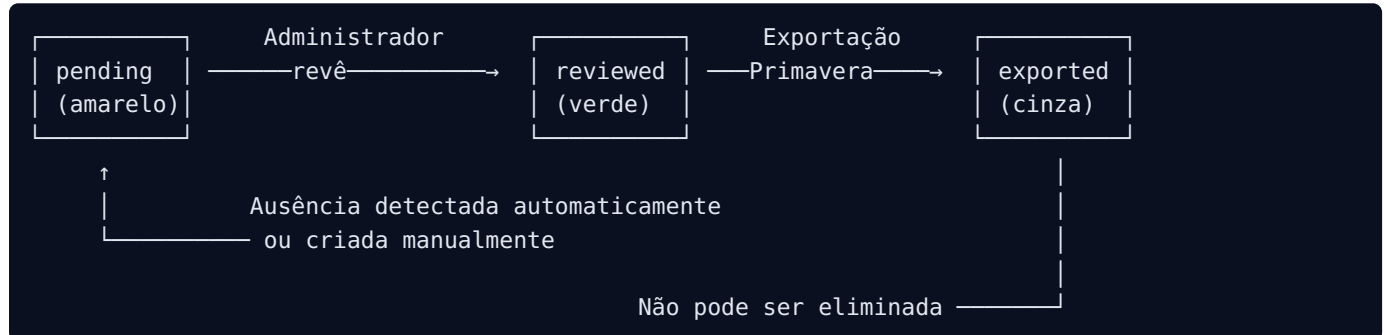 Administrador Exportação
pending revê reviewed Primavera exported
(amarelo) (verde) (cinza)
Ausência detectada automaticamente
ou criada manualmente
Não pode ser eliminada